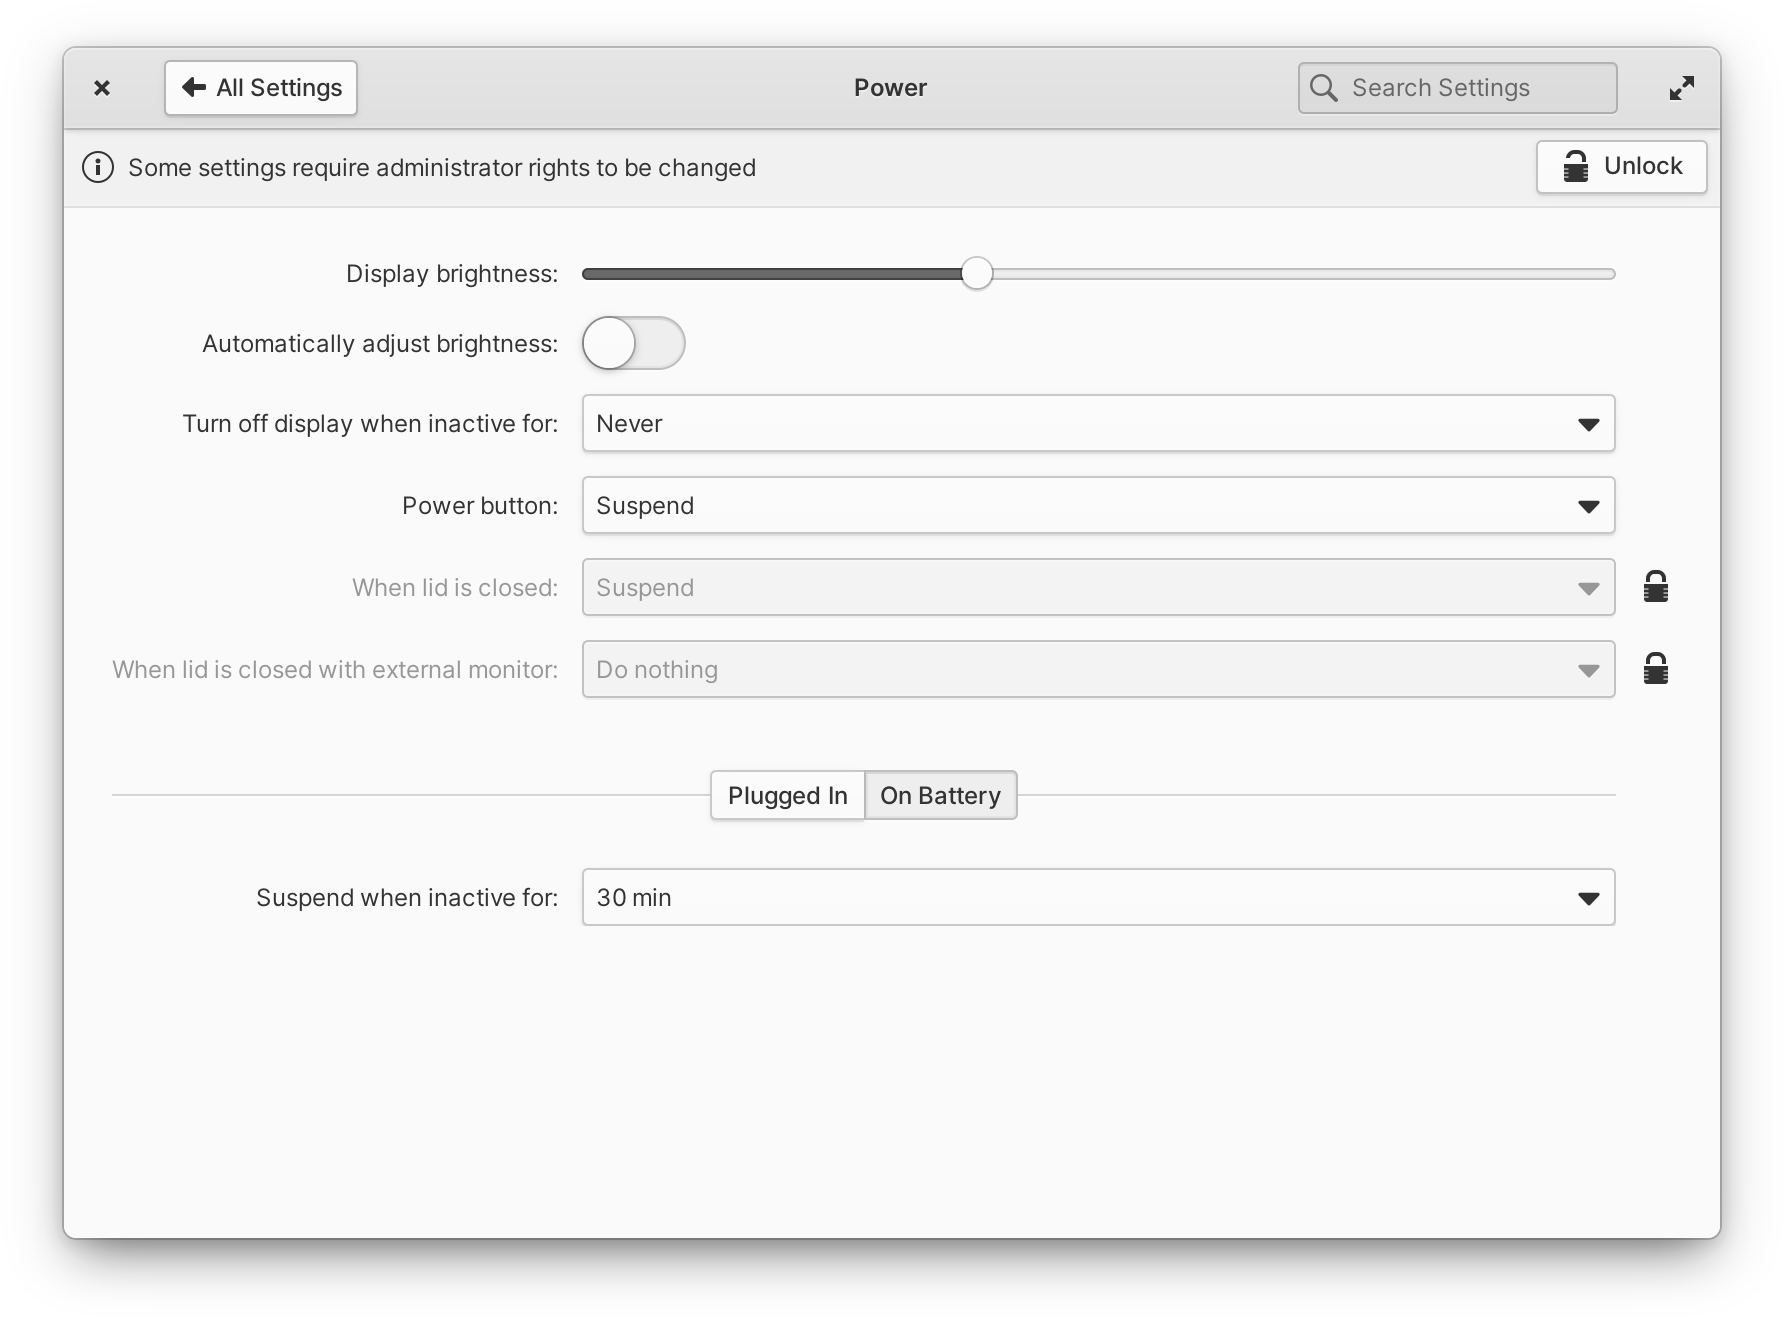 All Settings
Power
Search Settings
Some settings require administrator rights to be changed
Unlock
Display brightness:
Automatically adjust brightness:
Turn off display when inactive for: Never
Power button: Suspend
When lid is closed: Suspend
When lid is closed with external monitor: Do nothing
Plugged In On Battery
Suspend when inactive for: 30 min